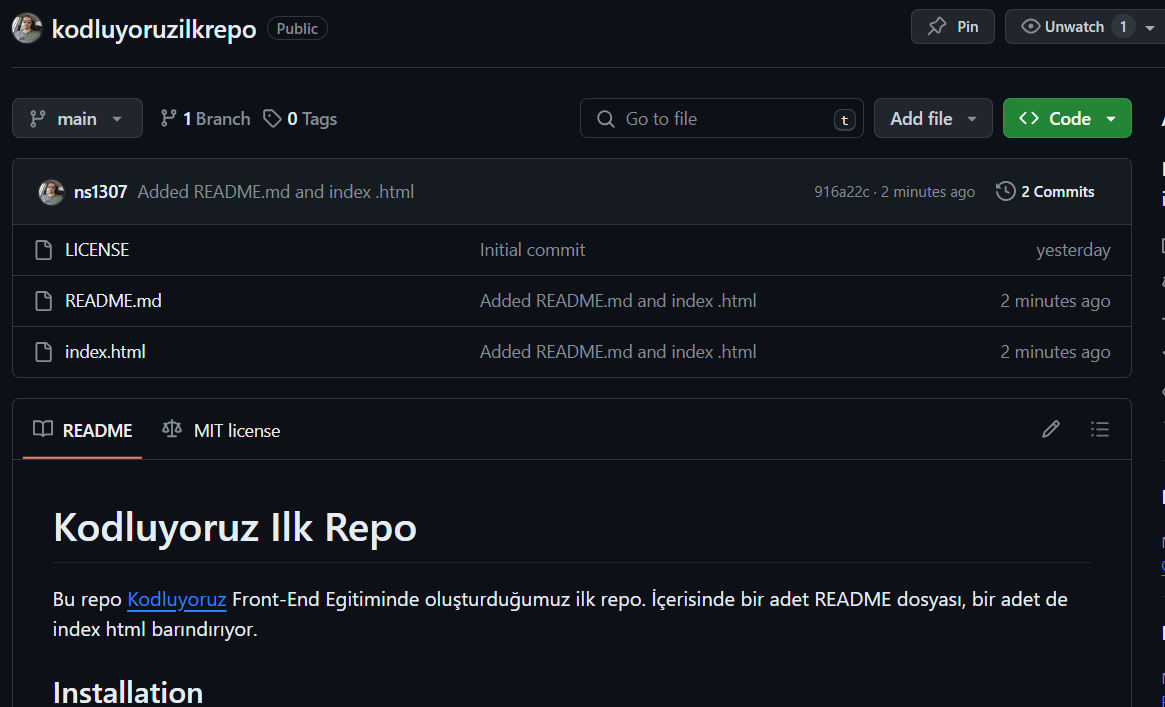 kodluyoruzilkrepo Public Pin Unwatch 1
main 1 Branch 0 Tags Go to file t Add file Code
ns1307 Added README.md and index .html 916a22c · 2 minutes ago 2 Commits
LICENSE Initial commit yesterday
README.md Added README.md and index .html 2 minutes ago
index.html Added README.md and index .html 2 minutes ago
README MIT license
Kodluyoruz Ilk Repo
Bu repo Kodluyoruz Front-End Egitiminde oluşturduğumuz ilk repo. İçerisinde bir adet README dosyası, bir adet de
index html barındırıyor.
Installation